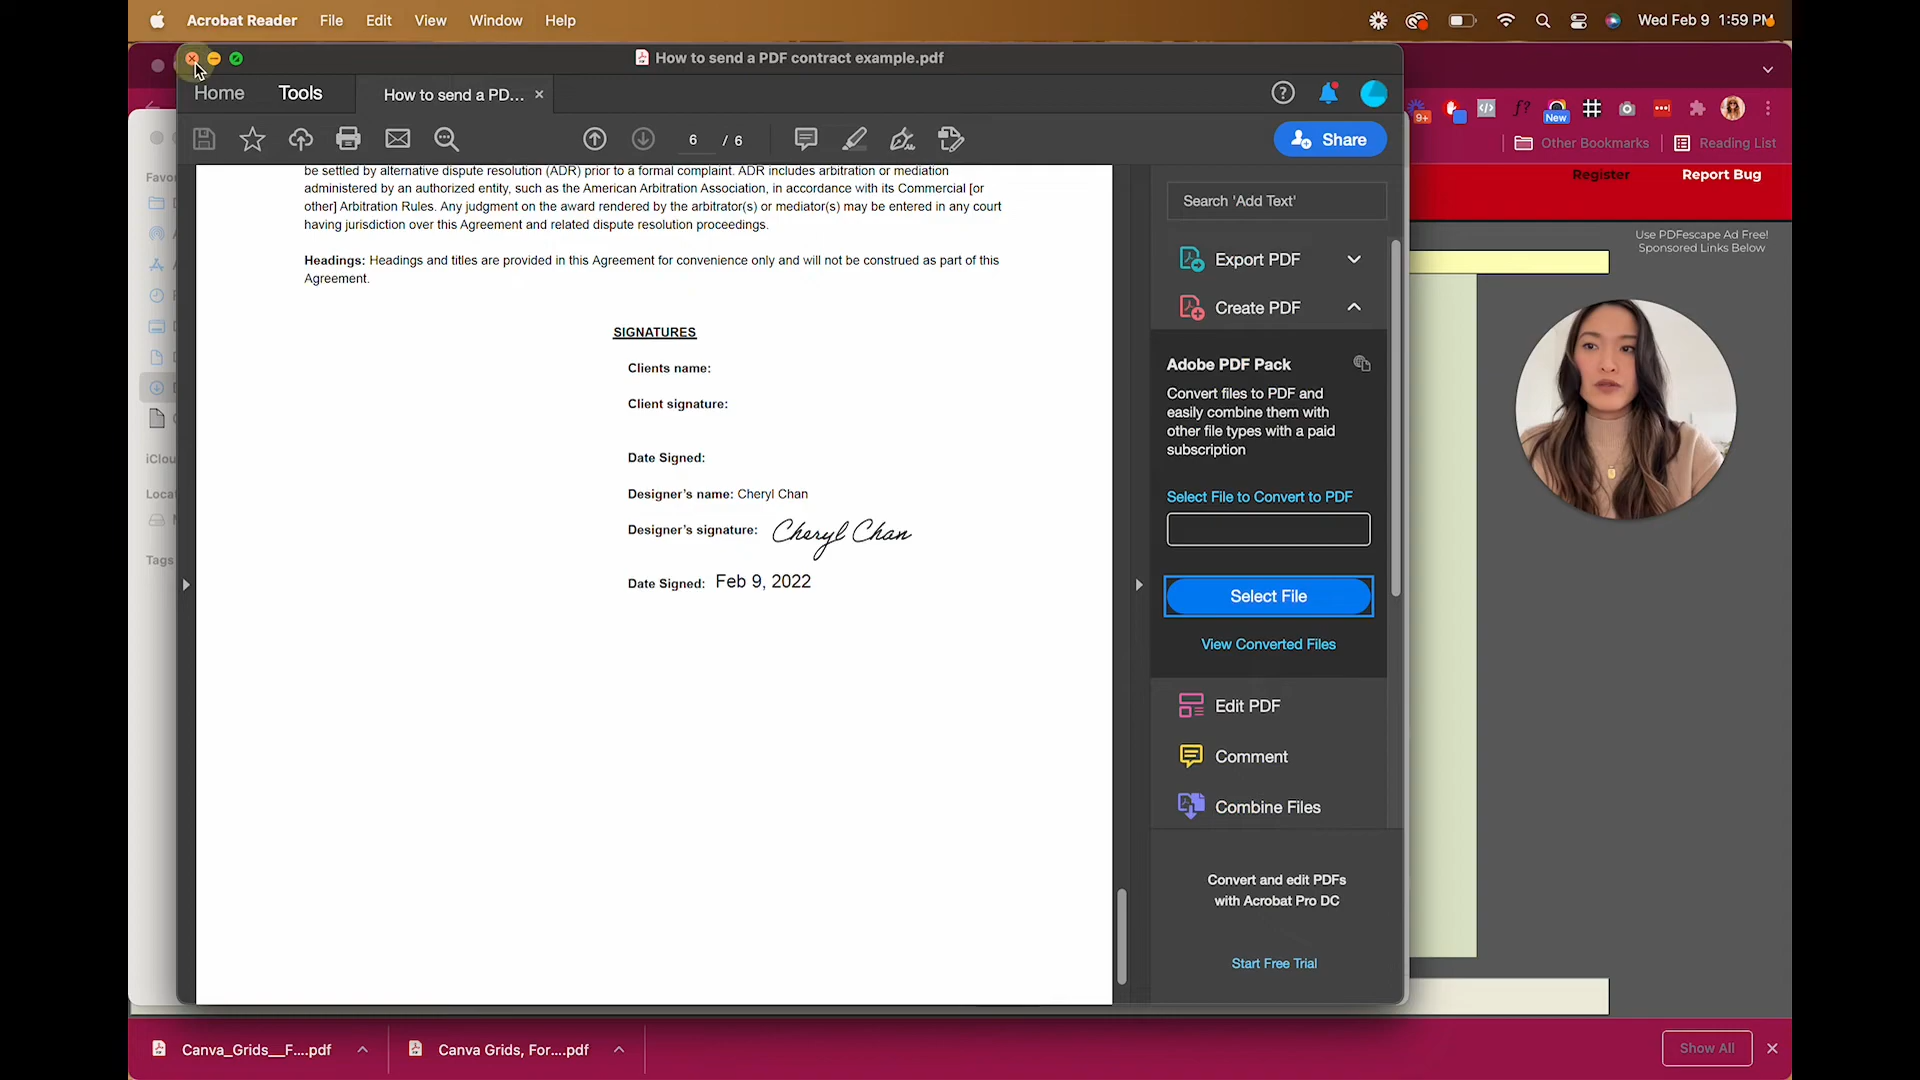 Acrobat Reader File Edit View Window Help
Wed Feb 9 1:59 PM
How to send a PDF contract example.pdf
Home Tools How to send a PD...
9+ New
Other Bookmarks Reading List
6 / 6
Share
Register Report Bug
Favo
be settled by alternative dispute resolution (ADR) prior to a formal complaint. ADR includes arbitration or mediation
administered by an authorized entity, such as the American Arbitration Association, in accordance with its Commercial [or
other] Arbitration Rules. Any judgment on the award rendered by the arbitrator(s) or mediator(s) may be entered in any court
having jurisdiction over this Agreement and related dispute resolution proceedings.
Headings: Headings and titles are provided in this Agreement for convenience only and will not be construed as part of this
Agreement.
SIGNATURES
Clients name:
Client signature:
Date Signed:
Designer's name: Cheryl Chan
Designer's signature: Cheryl Chan
Date Signed: Feb 9, 2022
iClou
Loca
Tags
Search 'Add Text'
Export PDF
Create PDF
Adobe PDF Pack
Convert files to PDF and
easily combine them with
other file types with a paid
subscription
Select File to Convert to PDF
Select File
View Converted Files
Edit PDF
Comment
Combine Files
Convert and edit PDFs
with Acrobat Pro DC
Start Free Trial
Use PDFescape Ad Free!
Sponsored Links Below
Canva_Grids__F....pdf
Canva Grids, For....pdf
Show All